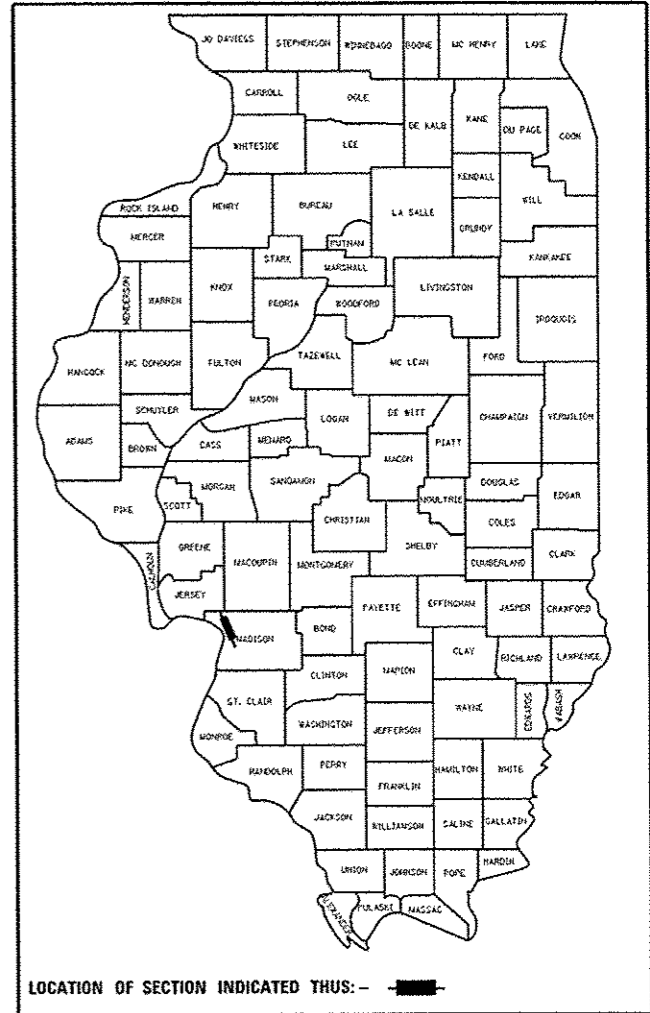 JO DAVIESS STEPHENSON WINNEBAGO BOONE MC HENRY LAKE
CARROLL OGLE DE KALB KANE DU PAGE COOK
WHITESIDE LEE KENDALL WILL
ROCK ISLAND HENRY BUREAU LA SALLE GRUNDY
MERCER PUTNAM KANKAKEE
STARK MARSHALL
HENDERSON WARREN KNOX PEORIA WOODFORD LIVINGSTON IROQUOIS
HANCOCK MC DONOUGH FULTON TAZEWELL MC LEAN FORD
MASON
SCHUYLER LOGAN DE WITT CHAMPAIGN VERMILION
ADAMS BROWN CASS MENARD MACON PIATT
PIKE SCOTT MORGAN SANGAMON MOULTRIE DOUGLAS EDGAR
CHRISTIAN COLES
CALHOUN GREENE MACOUPIN MONTGOMERY SHELBY CUMBERLAND CLARK
JERSEY FAYETTE EFFINGHAM JASPER CRAWFORD
MADISON BOND CLAY RICHLAND LAWRENCE
CLINTON MARION
ST. CLAIR WAYNE EDWARDS WABASH
MONROE WASHINGTON JEFFERSON
RANDOLPH PERRY HAMILTON WHITE
FRANKLIN
JACKSON WILLIAMSON SALINE GALLATIN
UNION JOHNSON POPE HARDIN
ALEXANDER PULASKI MASSAC
LOCATION OF SECTION INDICATED THUS:-